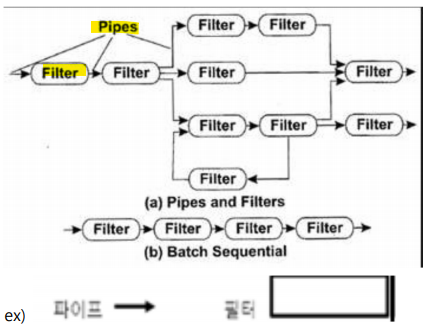 Pipes
Filter Filter
Filter Filter Filter Filter
Filter Filter Filter Filter
Filter
(a) Pipes and Filters
Filter Filter Filter Filter
(b) Batch Sequential
ex) 파이프 필터